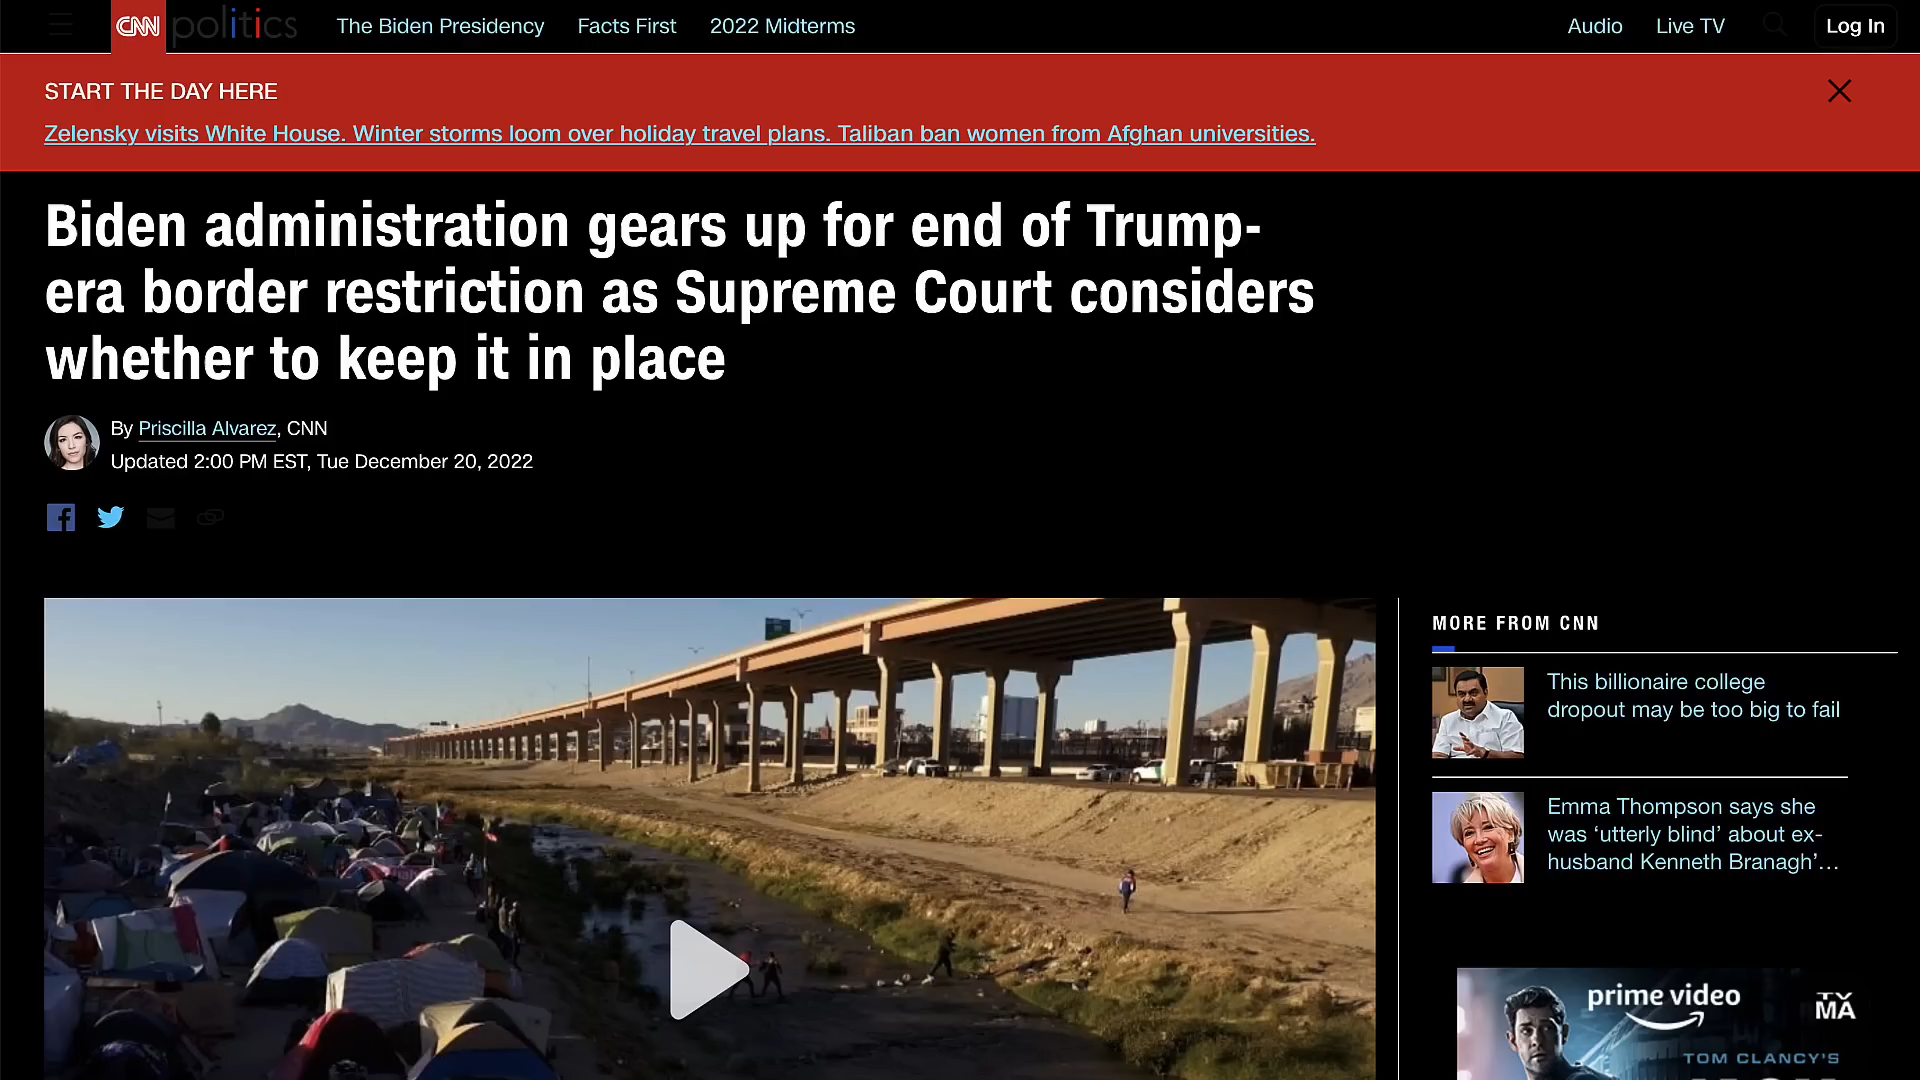 CNN politics The Biden Presidency Facts First 2022 Midterms Audio Live TV Log In
START THE DAY HERE
Zelensky visits White House. Winter storms loom over holiday travel plans. Taliban ban women from Afghan universities.
Biden administration gears up for end of Trump-
era border restriction as Supreme Court considers
whether to keep it in place
By Priscilla Alvarez, CNN
Updated 2:00 PM EST, Tue December 20, 2022
MORE FROM CNN
This billionaire college
dropout may be too big to fail
Emma Thompson says she
was ‘utterly blind’ about ex-
husband Kenneth Branagh’…
prime video
TV
MA
TOM CLANCY'S